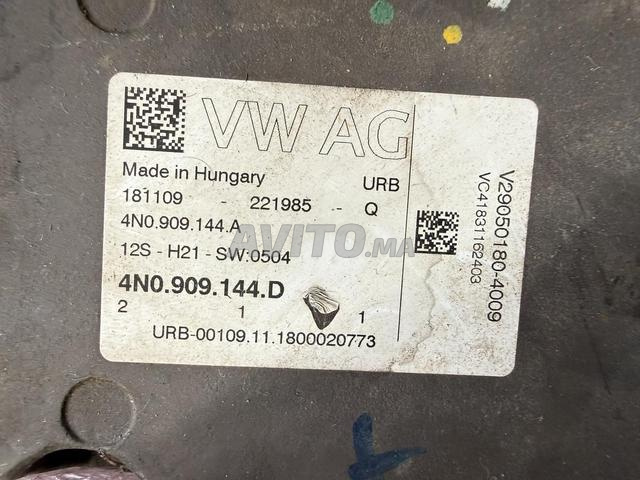 VW AG
Made in Hungary URB
181109 - 221985 - Q
4N0.909.144.A
12S - H21 - SW:0504
4N0.909.144.D
2 1 1
URB-00109.11.1800020773
V29050180-4009
VC41831162403
AVITO.ma